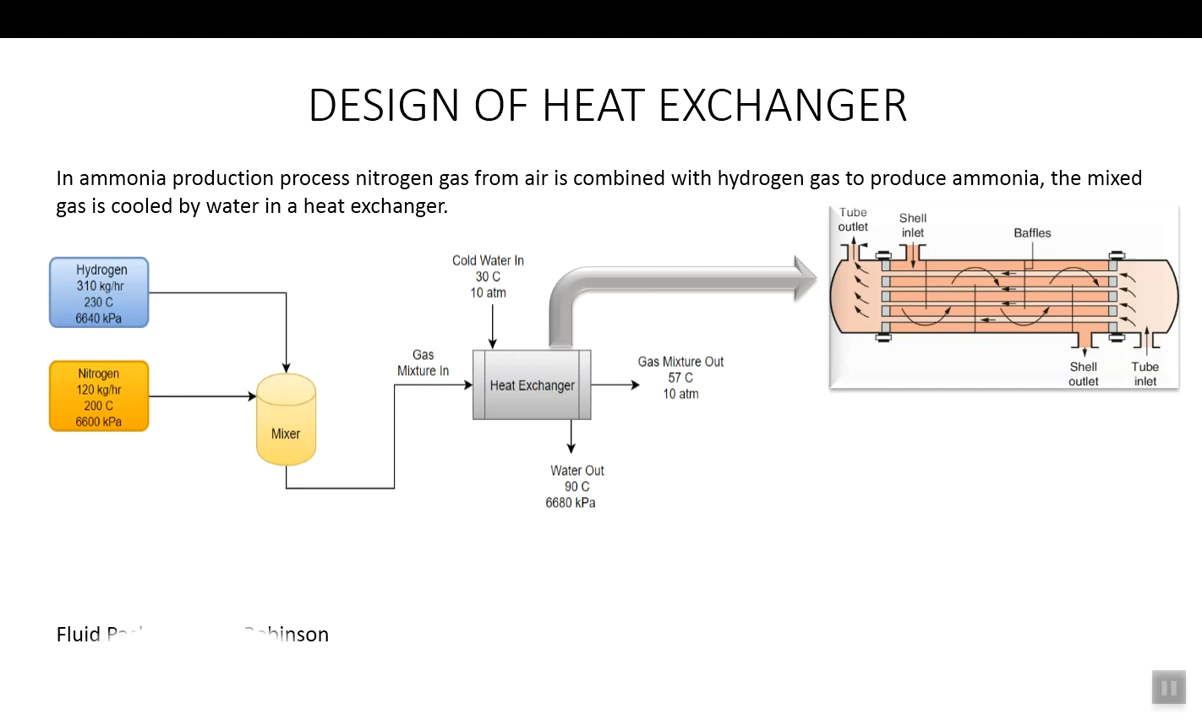 DESIGN OF HEAT EXCHANGER
In ammonia production process nitrogen gas from air is combined with hydrogen gas to produce ammonia, the mixed
gas is cooled by water in a heat exchanger.
Hydrogen
310 kg/hr
230 C
6640 kPa
Nitrogen
120 kg/hr
200 C
6600 kPa
Mixer
Gas
Mixture In
Cold Water In
30 C
10 atm
Heat Exchanger
Gas Mixture Out
57 C
10 atm
Water Out
90 C
6680 kPa
Tube
outlet
Shell
inlet
Baffles
Shell
outlet
Tube
inlet
Fluid